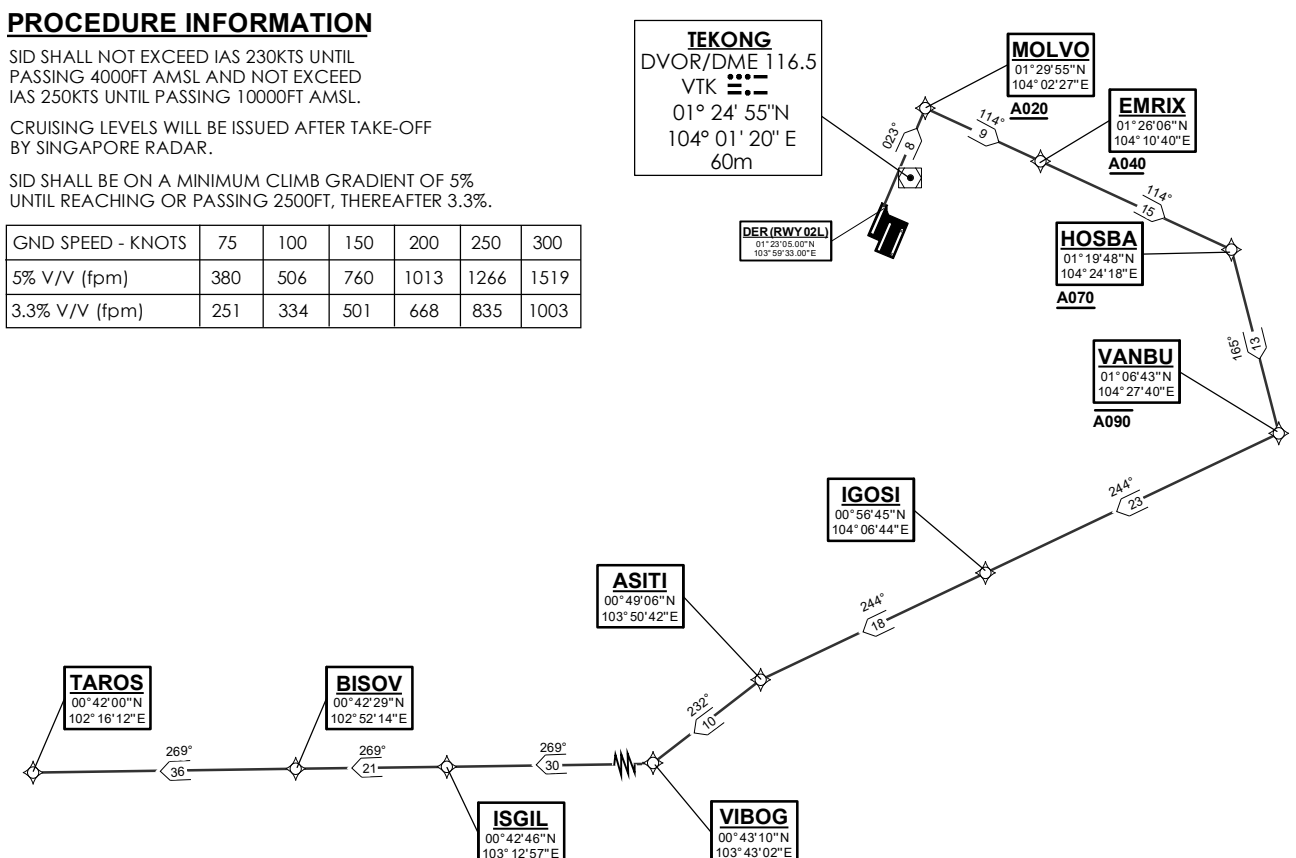 PROCEDURE INFORMATION
SID SHALL NOT EXCEED IAS 230KTS UNTIL
PASSING 4000FT AMSL AND NOT EXCEED
IAS 250KTS UNTIL PASSING 10000FT AMSL.
CRUISING LEVELS WILL BE ISSUED AFTER TAKE-OFF
BY SINGAPORE RADAR.
SID SHALL BE ON A MINIMUM CLIMB GRADIENT OF 5%
UNTIL REACHING OR PASSING 2500FT, THEREAFTER 3.3%.
GND SPEED - KNOTS 75 100 150 200 250 300
5% V/V (fpm) 380 506 760 1013 1266 1519
3.3% V/V (fpm) 251 334 501 668 835 1003
TEKONG
DVOR/DME 116.5
VTK
01° 24' 55"N
104° 01' 20" E
60m
DER (RWY 02L)
01°23'05.00"N
103°59'33.00"E
023°
8
MOLVO
01°29'55"N
104°02'27"E
A020
114°
9
EMRIX
01°26'06"N
104°10'40"E
A040
114°
15
HOSBA
01°19'48"N
104°24'18"E
A070
165°
13
VANBU
01°06'43"N
104°27'40"E
A090
244°
23
IGOSI
00°56'45"N
104°06'44"E
244°
18
ASITI
00°49'06"N
103°50'42"E
232°
10
VIBOG
00°43'10"N
103°43'02"E
269°
30
ISGIL
00°42'46"N
103°12'57"E
269°
21
BISOV
00°42'29"N
102°52'14"E
269°
36
TAROS
00°42'00"N
102°16'12"E